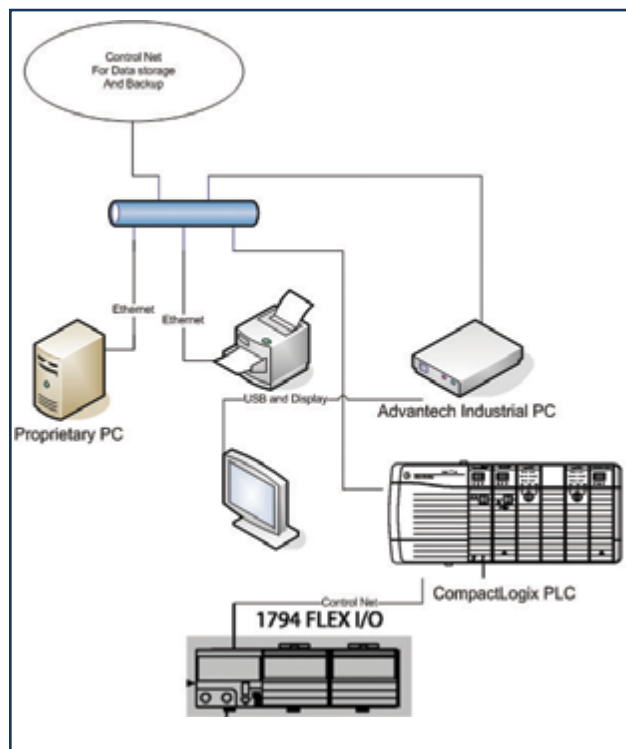 Control Net
For Data storage
And Backup
Ethernet
Ethernet
Proprietary PC
USB and Display
Advantech Industrial PC
CompactLogix PLC
Control Net
1794 FLEX I/O